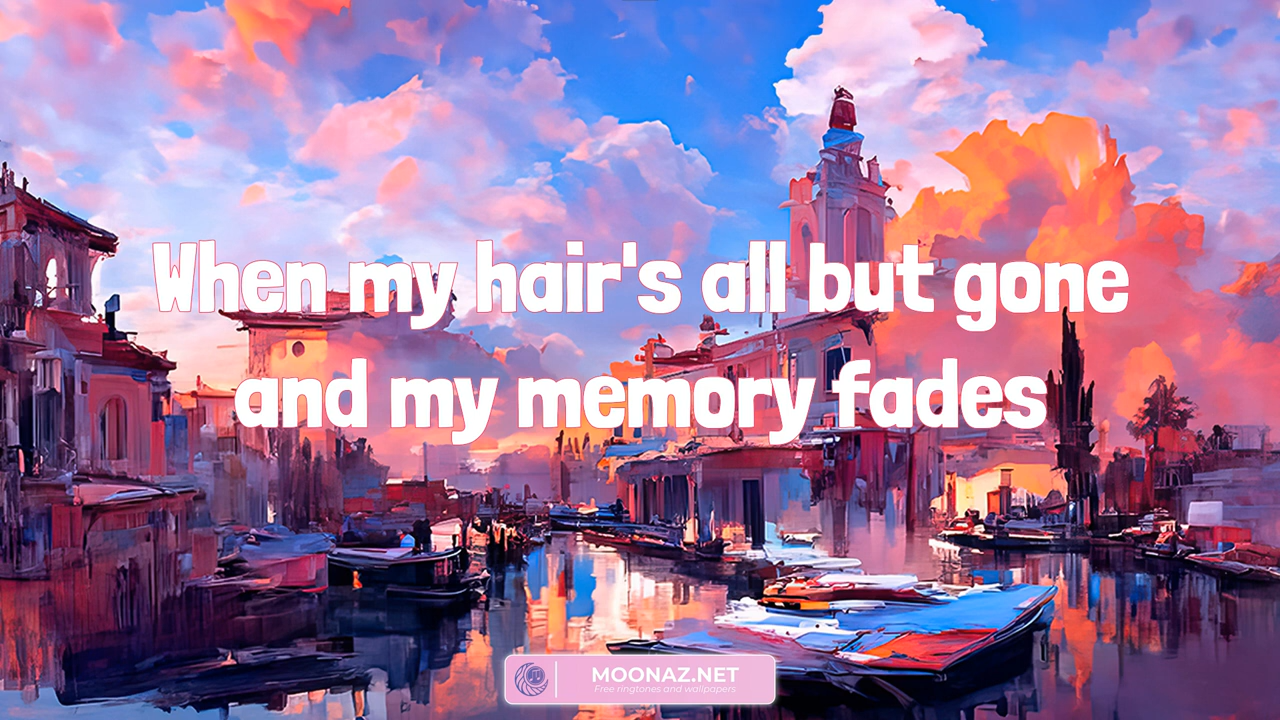 When my hair's all but gone
and my memory fades
MOONAZ.NET
Free ringtones and wallpapers